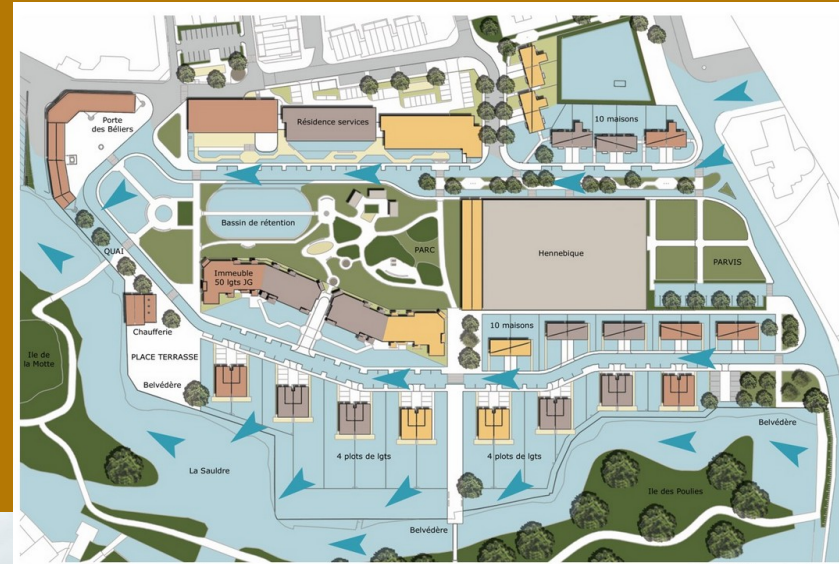 Porte
des Béliers
Résidence services
10 maisons
Bassin de rétention
PARC
Hennebique
PARVIS
QUAI
Immeuble
50 lgts JG
Chaufferie
10 maisons
Ile de
la Motte
PLACE TERRASSE
Belvédère
Belvédère
La Sauldre
4 plots de lgts
4 plots de lgts
Ile des Poulies
Belvédère